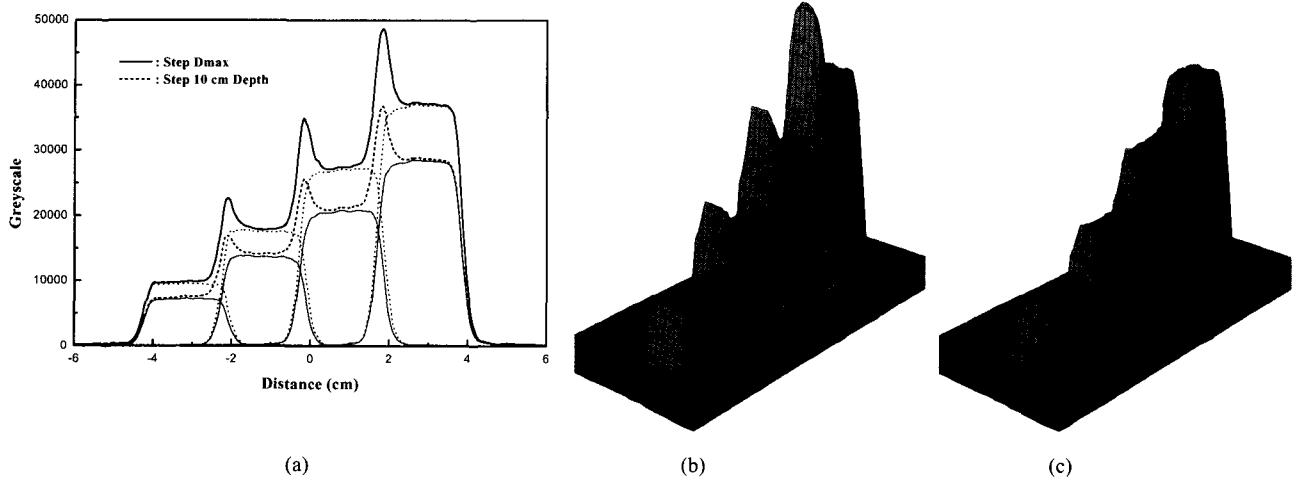 50000
40000
30000
20000
10000
0
Greyscale
: Step Dmax
: Step 10 cm Depth
-6 -4 -2 0 2 4 6
Distance (cm)
(a) (b) (c)